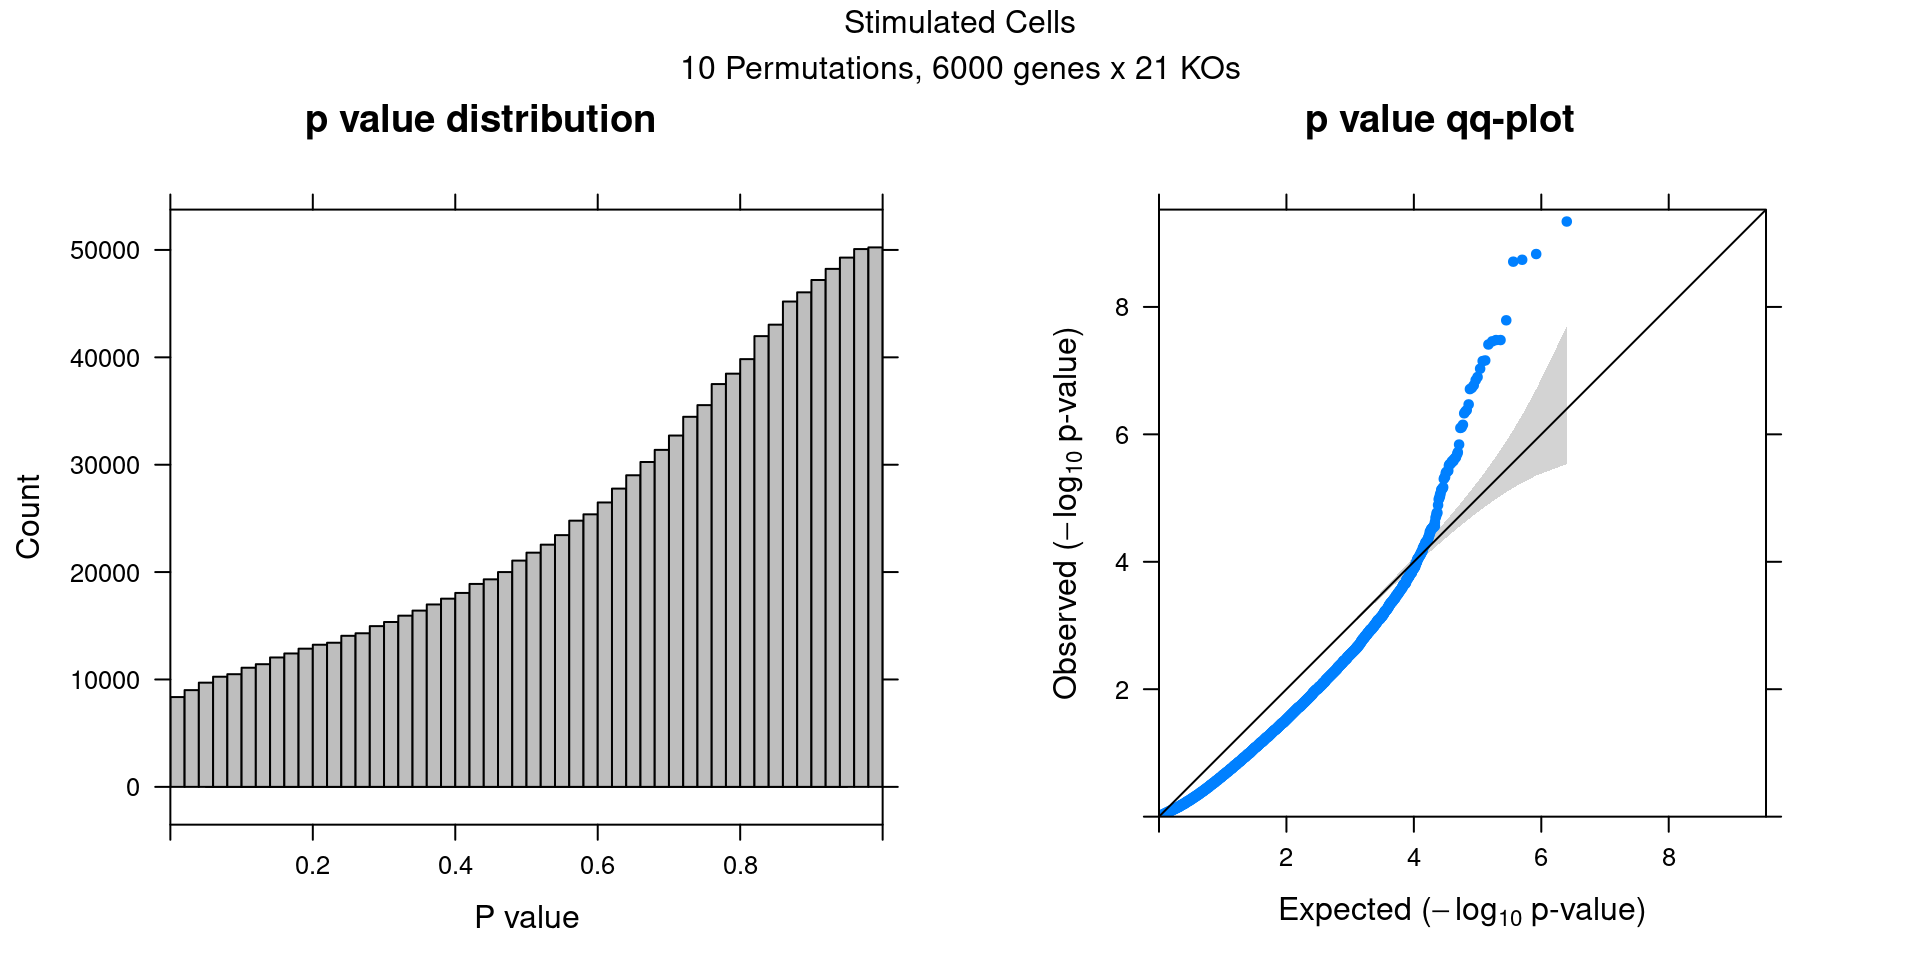 Stimulated Cells
10 Permutations, 6000 genes x 21 KOs
p value distribution
50000
40000
30000
20000
10000
0
Count
0.2 0.4 0.6 0.8
P value
p value qq-plot
8
6
4
2
Observed (− log10 p-value)
2 4 6 8
Expected (− log10 p-value)